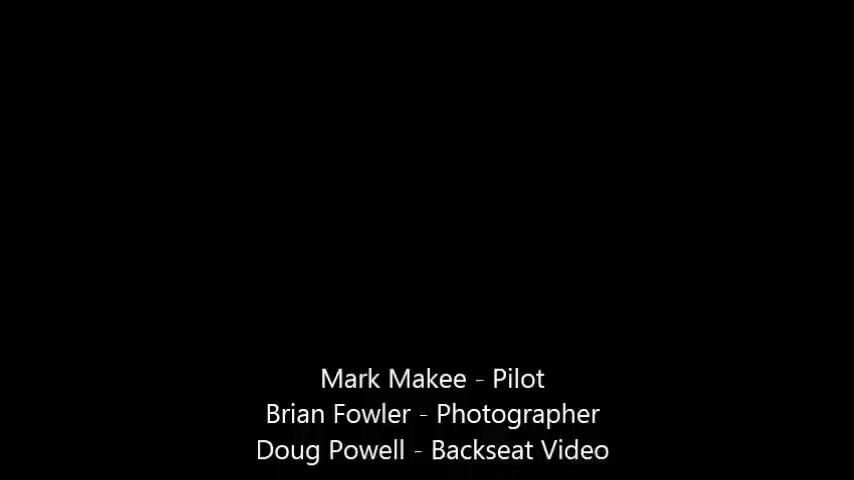 Mark Makee - Pilot
Brian Fowler - Photographer
Doug Powell - Backseat Video